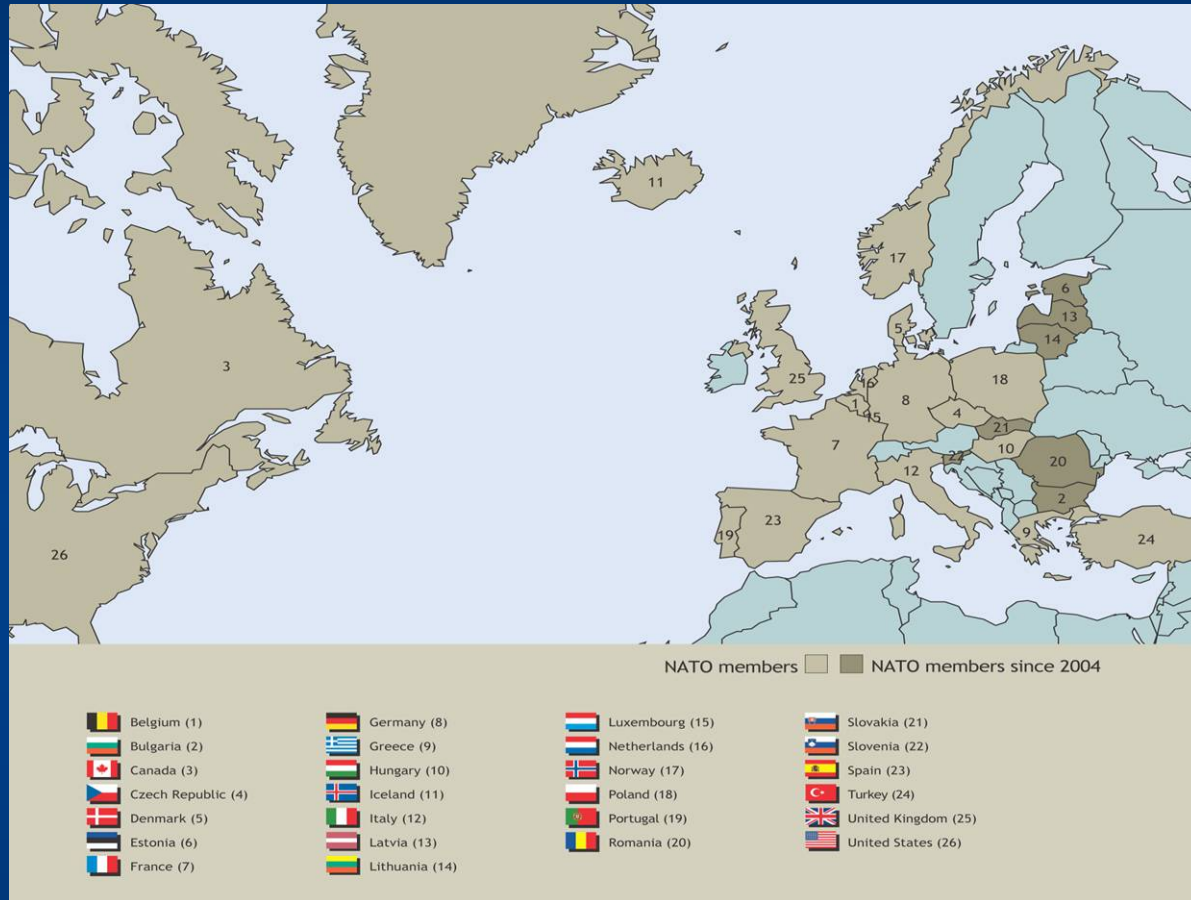 11
17
6
13
5
14
3
25
16
18
1
8
15
4
21
7
10
22
12
20
2
26
19
23
9
24
NATO members NATO members since 2004
Belgium (1)
Bulgaria (2)
Canada (3)
Czech Republic (4)
Denmark (5)
Estonia (6)
France (7)
Germany (8)
Greece (9)
Hungary (10)
Iceland (11)
Italy (12)
Latvia (13)
Lithuania (14)
Luxembourg (15)
Netherlands (16)
Norway (17)
Poland (18)
Portugal (19)
Romania (20)
Slovakia (21)
Slovenia (22)
Spain (23)
Turkey (24)
United Kingdom (25)
United States (26)